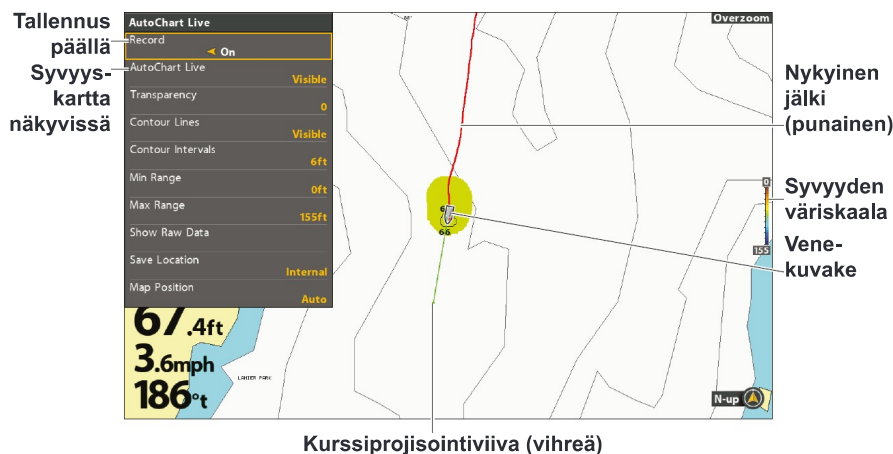 Tallennus
päällä
Syvyys-
kartta
näkyvissä
AutoChart Live
Record
On
AutoChart Live
Visible
Transparency
0
Contour Lines
Visible
Contour Intervals
6ft
Min Range
0ft
Max Range
155ft
Show Raw Data
Save Location
Internal
Map Position
Auto
67.4ft
3.6mph
186°t
LANIER PARK
66
Overzoom
0
155
N-up
Nykyinen
jälki
(punainen)
Syvyyden
väriskaala
Vene-
kuvake
Kurssiprojisointiviiva (vihreä)